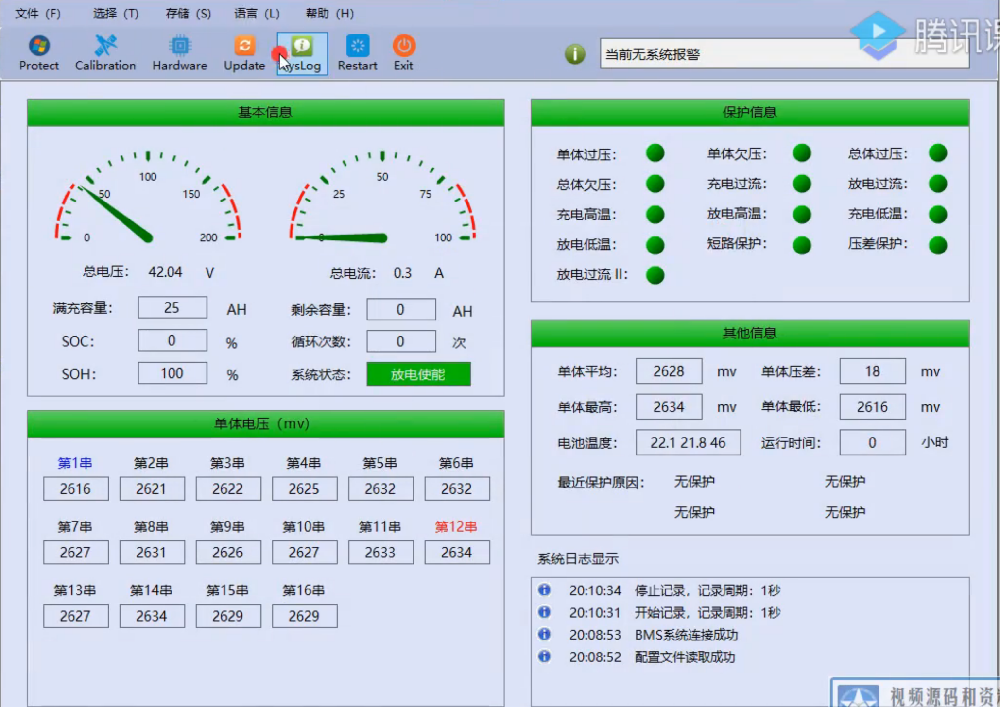 文件（F） 选择（T） 存储（S） 语言（L） 帮助（H）
Protect Calibration Hardware Update SysLog Restart Exit
当前无系统报警
腾讯课
基本信息
0 50 100 150 200
0 25 50 75 100
总电压： 42.04 V 总电流： 0.3 A
满充容量： 25 AH 剩余容量： 0 AH
SOC： 0 % 循环次数： 0 次
SOH： 100 % 系统状态： 放电使能
单体电压（mv）
第1串 第2串 第3串 第4串 第5串 第6串
2616 2621 2622 2625 2632 2632
第7串 第8串 第9串 第10串 第11串 第12串
2627 2631 2626 2627 2633 2634
第13串 第14串 第15串 第16串
2627 2634 2629 2629
保护信息
单体过压： 单体欠压： 总体过压：
总体欠压： 充电过流： 放电过流：
充电高温： 放电高温： 充电低温：
放电低温： 短路保护： 压差保护：
放电过流 II：
其他信息
单体平均： 2628 mv 单体压差： 18 mv
单体最高： 2634 mv 单体最低： 2616 mv
电池温度： 22.1 21.8 46 运行时间： 0 小时
最近保护原因： 无保护 无保护
无保护 无保护
系统日志显示
20:10:34 停止记录，记录周期：1秒
20:10:31 开始记录，记录周期：1秒
20:08:53 BMS系统连接成功
20:08:52 配置文件读取成功
视频源码和资